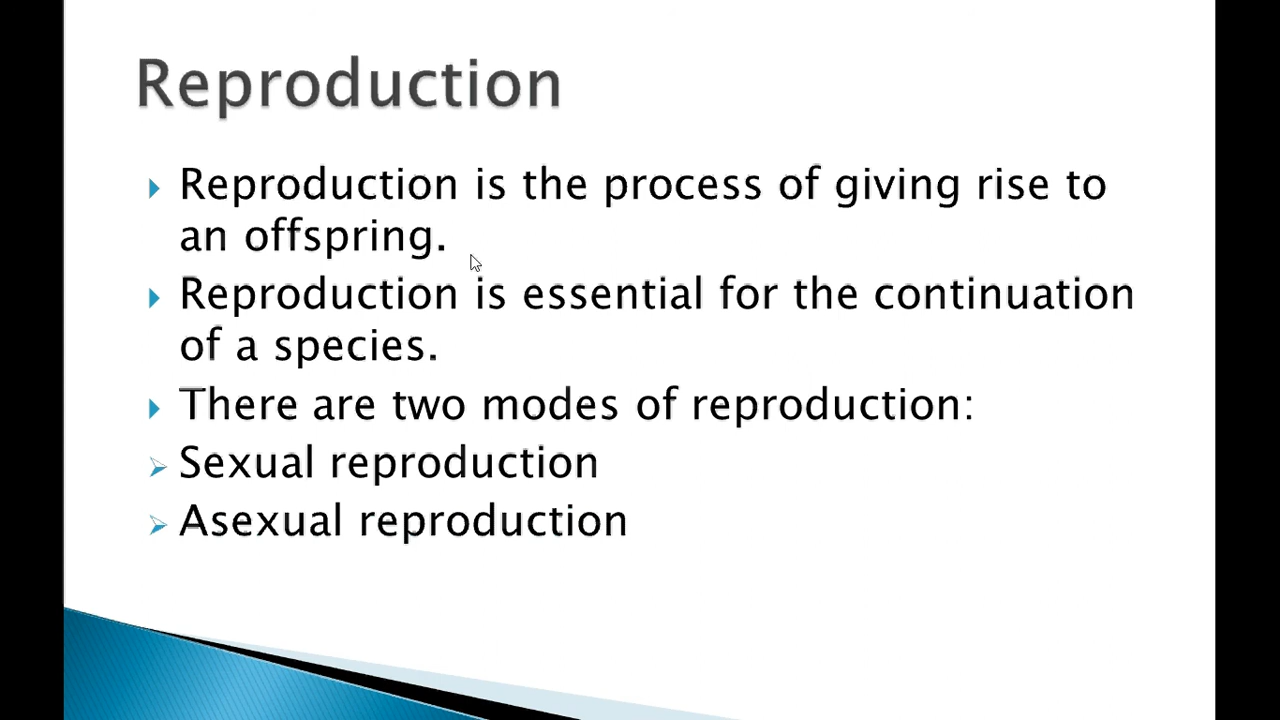 Reproduction
Reproduction is the process of giving rise to
an offspring.
Reproduction is essential for the continuation
of a species.
There are two modes of reproduction:
Sexual reproduction
Asexual reproduction